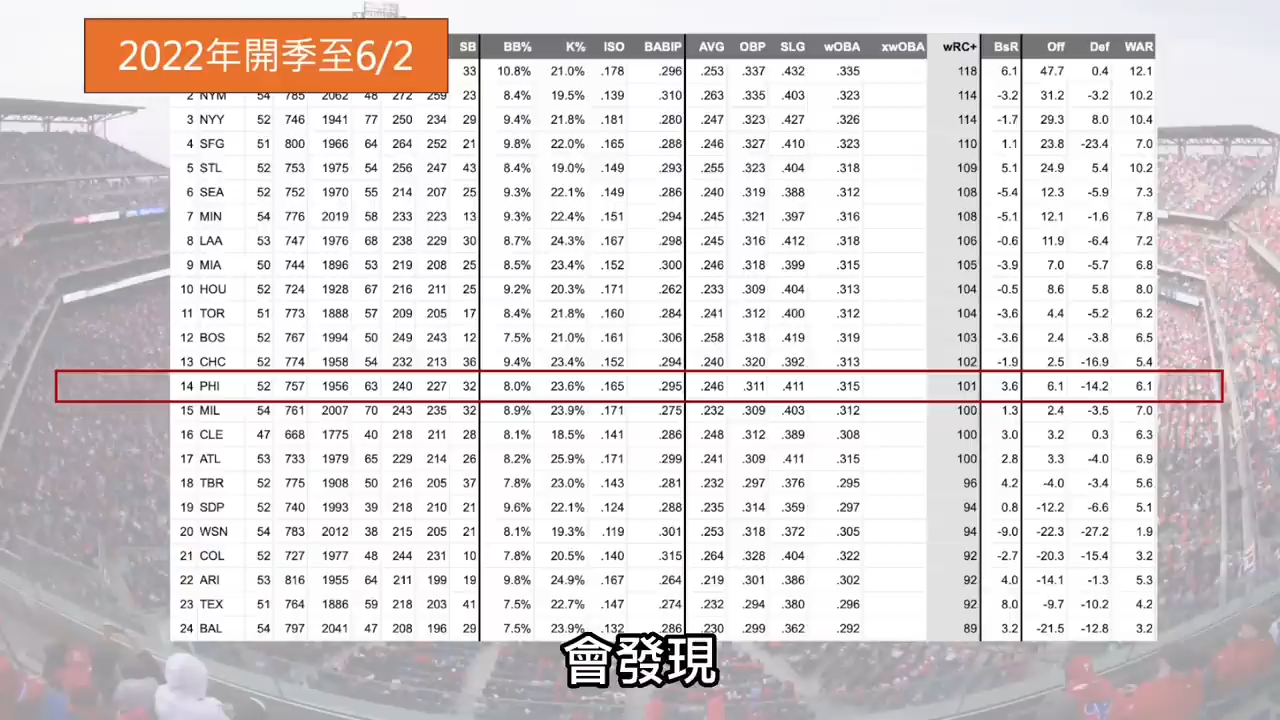 2022年開季至6/2
SB BB% K% ISO BABIP AVG OBP SLG wOBA xwOBA wRC+ BsR Off Def WAR
33 10.8% 21.0% .178 .296 .253 .337 .432 .335 118 6.1 47.7 0.4 12.1
2 NYM 54 785 2062 48 272 259 23 8.4% 19.5% .139 .310 .263 .335 .403 .323 114 -3.2 31.2 -3.2 10.2
3 NYY 52 746 1941 77 250 234 29 9.4% 21.8% .181 .280 .247 .323 .427 .326 114 -1.7 29.3 8.0 10.4
4 SFG 51 800 1966 64 264 252 21 9.8% 22.0% .165 .288 .246 .327 .410 .323 110 1.1 23.8 -23.4 7.0
5 STL 52 753 1975 54 256 247 43 8.4% 19.0% .149 .293 .255 .323 .404 .318 109 5.1 24.9 5.4 10.2
6 SEA 52 752 1970 55 214 207 25 9.3% 22.1% .149 .286 .240 .319 .388 .312 108 -5.4 12.3 -5.9 7.3
7 MIN 54 776 2019 58 233 223 13 9.3% 22.4% .151 .294 .245 .321 .397 .316 108 -5.1 12.1 -1.6 7.8
8 LAA 53 747 1976 68 238 229 30 8.7% 24.3% .167 .298 .245 .316 .412 .318 106 -0.6 11.9 -6.4 7.2
9 MIA 50 744 1896 53 219 208 25 8.5% 23.4% .152 .300 .246 .318 .399 .315 105 -3.9 7.0 -5.7 6.8
10 HOU 52 724 1928 67 216 211 25 9.2% 20.3% .171 .262 .233 .309 .404 .313 104 -0.5 8.6 5.8 8.0
11 TOR 51 773 1888 57 209 205 17 8.4% 21.8% .160 .284 .241 .312 .400 .312 104 -3.6 4.4 -5.2 6.2
12 BOS 52 767 1994 50 249 243 12 7.5% 21.0% .161 .306 .258 .318 .419 .319 103 -3.6 2.4 -3.8 6.5
13 CHC 52 774 1958 54 232 213 36 9.4% 23.4% .152 .294 .240 .320 .392 .313 102 -1.9 2.5 -16.9 5.4
14 PHI 52 757 1956 63 240 227 32 8.0% 23.6% .165 .295 .246 .311 .411 .315 101 3.6 6.1 -14.2 6.1
15 MIL 54 761 2007 70 243 235 32 8.9% 23.9% .171 .275 .232 .309 .403 .312 100 1.3 2.4 -3.5 7.0
16 CLE 47 668 1775 40 218 211 28 8.1% 18.5% .141 .286 .248 .312 .389 .308 100 3.0 3.2 0.3 6.3
17 ATL 53 733 1979 65 229 214 26 8.2% 25.9% .171 .299 .241 .309 .411 .315 100 2.8 3.3 -4.0 6.9
18 TBR 52 775 1908 50 216 205 37 7.8% 23.0% .143 .281 .232 .297 .376 .295 96 4.2 -4.0 -3.4 5.6
19 SDP 52 740 1993 39 218 210 21 9.6% 22.1% .124 .288 .235 .314 .359 .297 94 0.8 -12.2 -6.6 5.1
20 WSN 54 783 2012 38 215 205 21 8.1% 19.3% .119 .301 .253 .318 .372 .305 94 -9.0 -22.3 -27.2 1.9
21 COL 52 727 1977 48 244 231 10 7.8% 20.5% .140 .315 .264 .328 .404 .322 92 -2.7 -20.3 -15.4 3.2
22 ARI 53 816 1955 64 211 199 19 9.8% 24.9% .167 .264 .219 .301 .386 .302 92 4.0 -14.1 -1.3 5.3
23 TEX 51 764 1886 59 218 203 41 7.5% 22.7% .147 .274 .232 .294 .380 .296 92 8.0 -9.7 -10.2 4.2
24 BAL 54 797 2041 47 208 196 29 7.5% 23.9% .132 .286 .230 .299 .362 .292 89 3.2 -21.5 -12.8 3.2
會發現